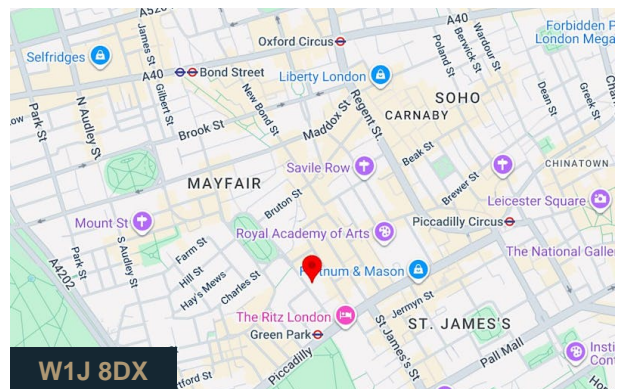 A520
A40
Forbidden P
London Mega
Oxford Circus
Selfridges
James St
Poland St
Berwick St
Wardour St
A40
Bond Street
Liberty London
Gilbert St
New Bond St
Regent St.
SOHO
CARNABY
Dean St
Greek St
Park St
N Audley St
Brook St
Maddox St
Beak St
CHINATOWN
Savile Row
MAYFAIR
Brewer St
Leicester Square
Bruton St
Mount St
Royal Academy of Arts
Piccadilly Circus
S Audley St
Park St
Farm St
The National Galle
A4202
Hill St
Hay's Mews
Charles St
Fortnum & Mason
Jermyn St
The Ritz London
ST. JAMES'S
Green Park
St James's St
Pall Mall
Insti
Con
Piccadilly
W1J 8DX
rtford St